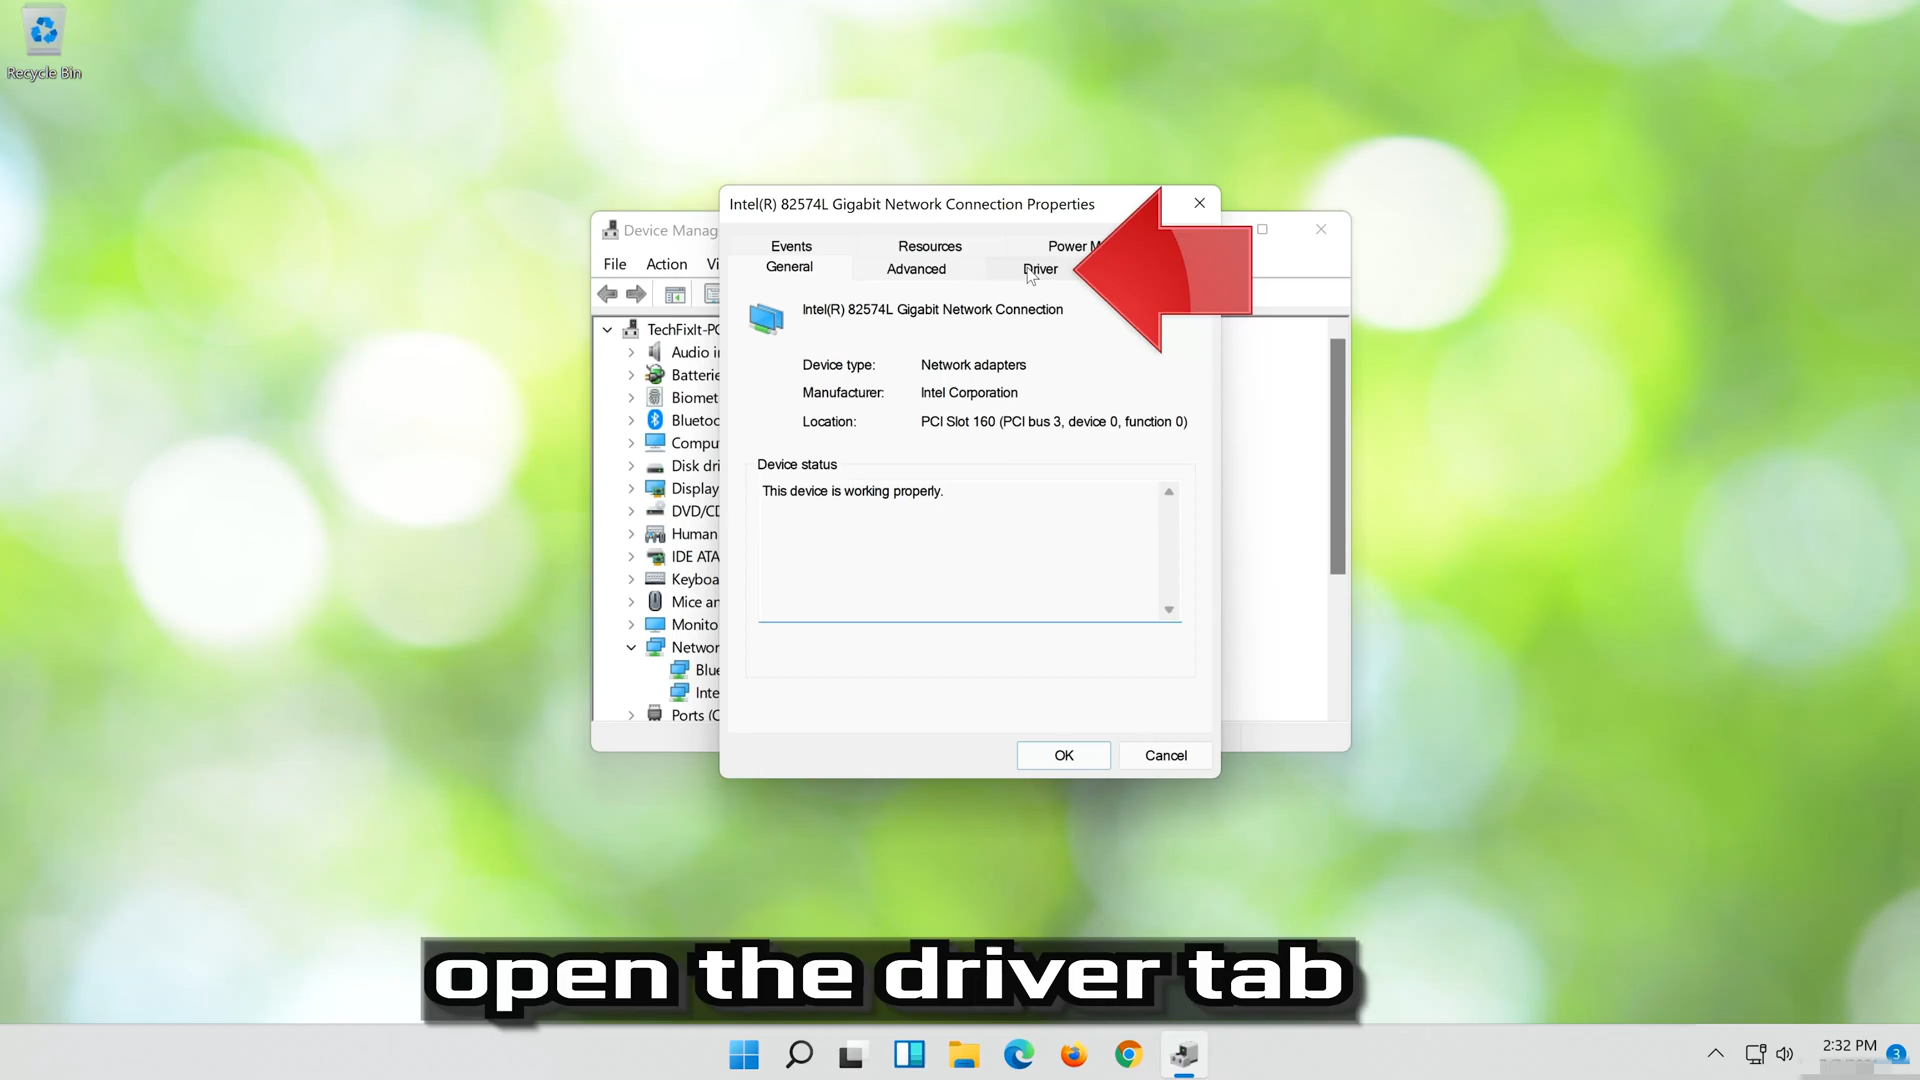 Recycle Bin
Device Manag
File Action Vi
TechFixIt-PC
Audio i
Batterie
Biomet
Bluetoo
Compu
Disk dri
Display
DVD/CD
Human
IDE ATA
Keyboa
Mice an
Monito
Networ
Blue
Inte
Ports (C
Intel(R) 82574L Gigabit Network Connection Properties
Events Resources Power M
General Advanced Driver
Intel(R) 82574L Gigabit Network Connection
Device type: Network adapters
Manufacturer: Intel Corporation
Location: PCI Slot 160 (PCI bus 3, device 0, function 0)
Device status
This device is working properly.
OK Cancel
open the driver tab
2:32 PM
3